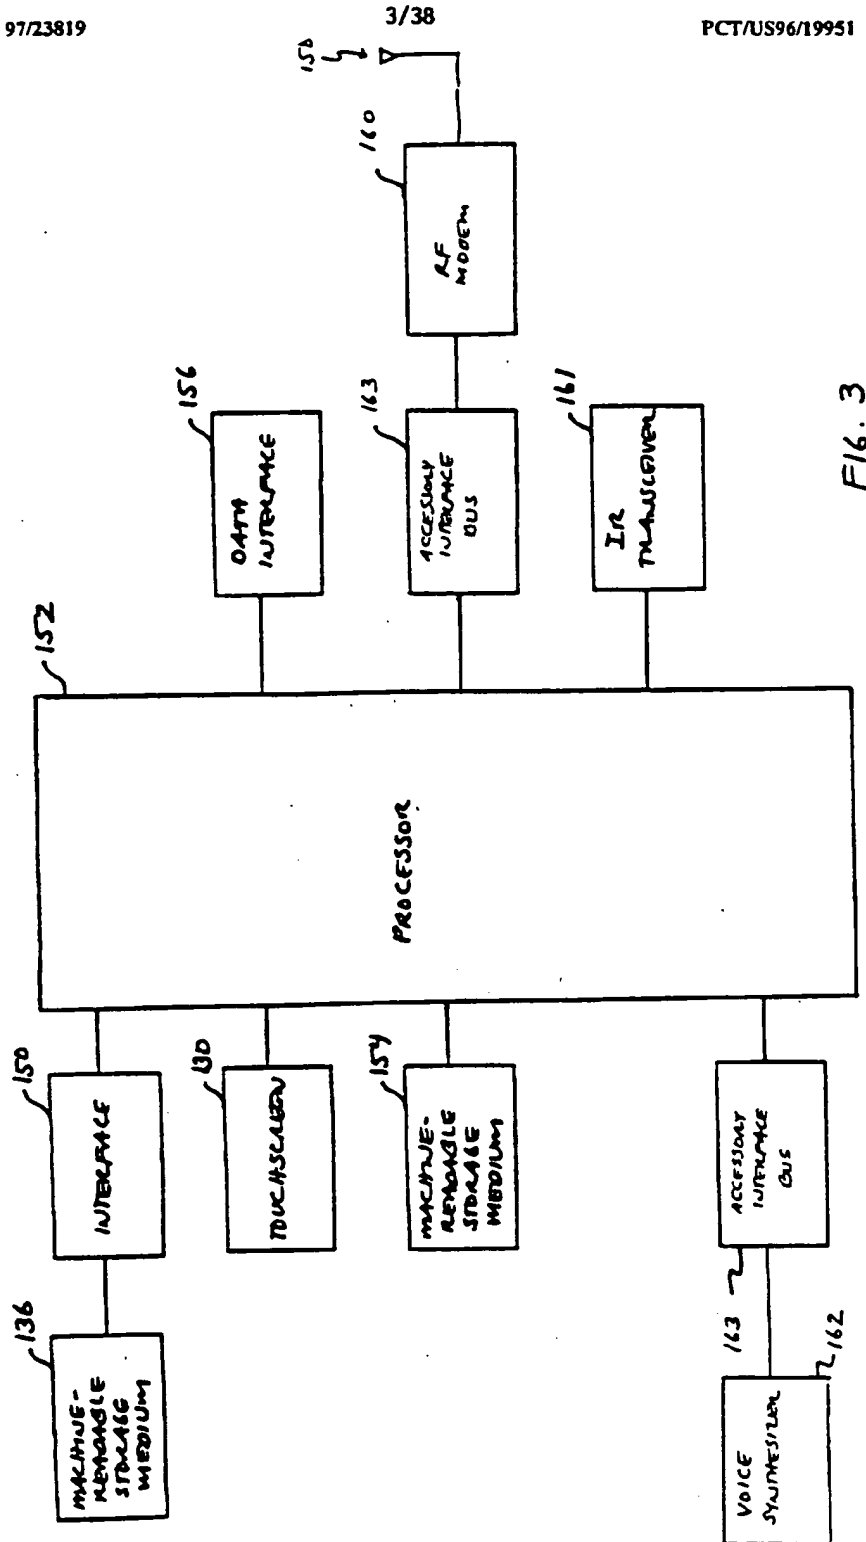 97/23819
3/38
PCT/US96/19951
158
160
RF
MODEM
156
DATA
INTERFACE
163
ACCESSORY
INTERFACE
BUS
161
IR
TRANSCEIVER
FIG. 3
152
PROCESSOR
150
INTERFACE
130
TOUCHSCREEN
154
MACHINE-
READABLE
STORAGE
MEDIUM
ACCESSORY
INTERFACE
BUS
163
136
MACHINE-
READABLE
STORAGE
MEDIUM
162
VOICE
SYNTHESIZER